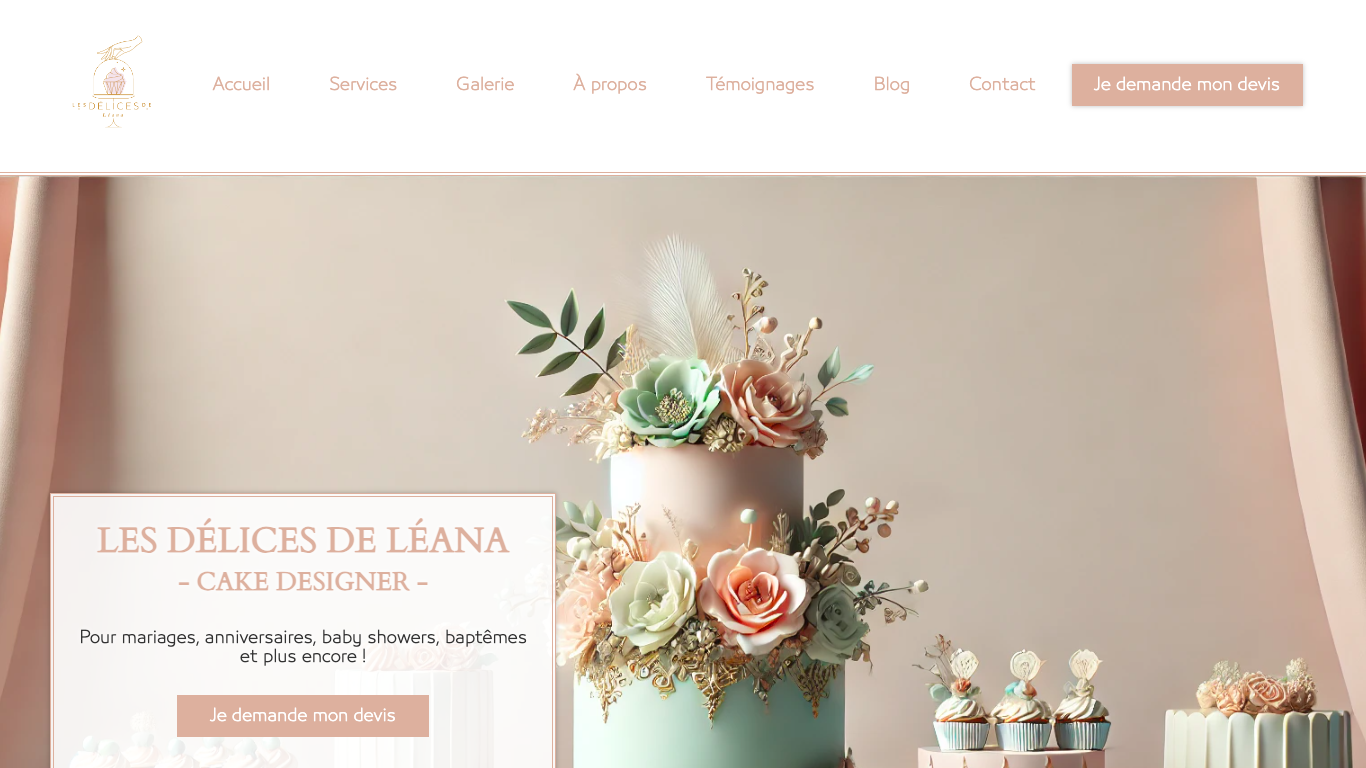 LES DÉLICES DE
LÉANA
Accueil
Services
Galerie
À propos
Témoignages
Blog
Contact
Je demande mon devis
LES DÉLICES DE LÉANA
- CAKE DESIGNER -
Pour mariages, anniversaires, baby showers, baptêmes
et plus encore !
Je demande mon devis